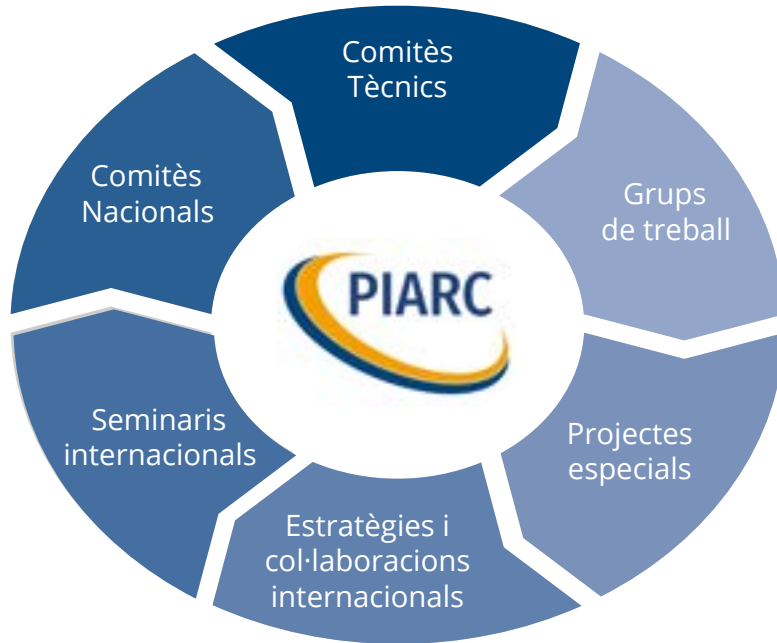 Comitès
Tècnics
Grups
de treball
Projectes
especials
Estratègies i
col·laboracions
internacionals
Seminaris
internacionals
Comitès
Nacionals
PIARC